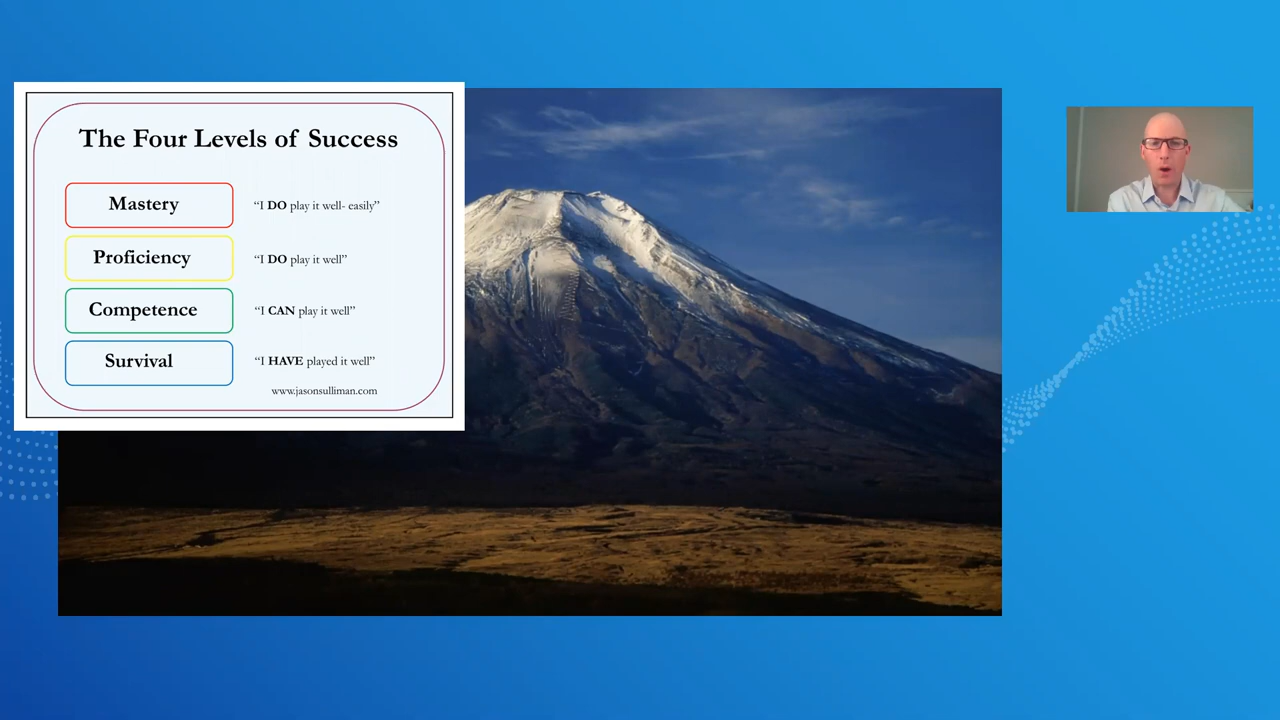 The Four Levels of Success
Mastery “I DO play it well- easily”
Proficiency “I DO play it well”
Competence “I CAN play it well”
Survival “I HAVE played it well”
www.jasonsulliman.com